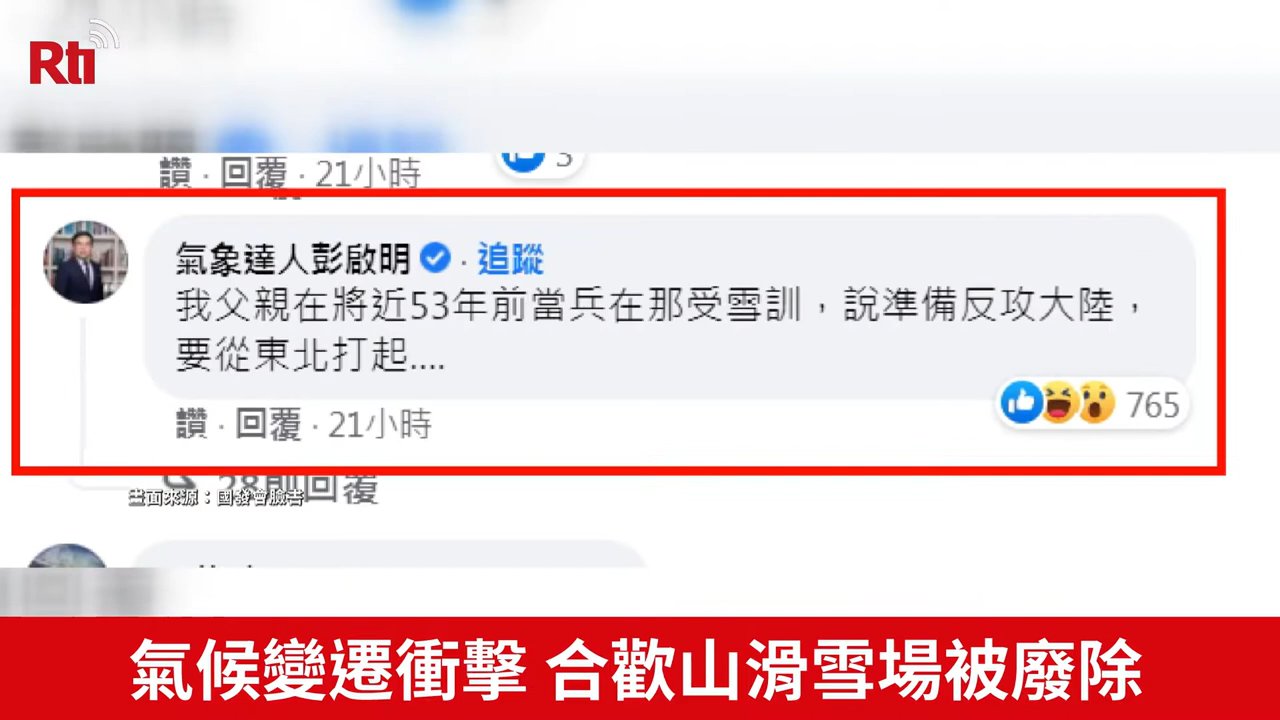 Rti
讚 · 回覆 · 21小時
3
氣象達人彭啟明 · 追蹤
我父親在將近53年前當兵在那受雪訓，說準備反攻大陸，
要從東北打起....
765
讚 · 回覆 · 21小時
28則回覆
畫面來源：國發會臉書
氣候變遷衝擊 合歡山滑雪場被廢除